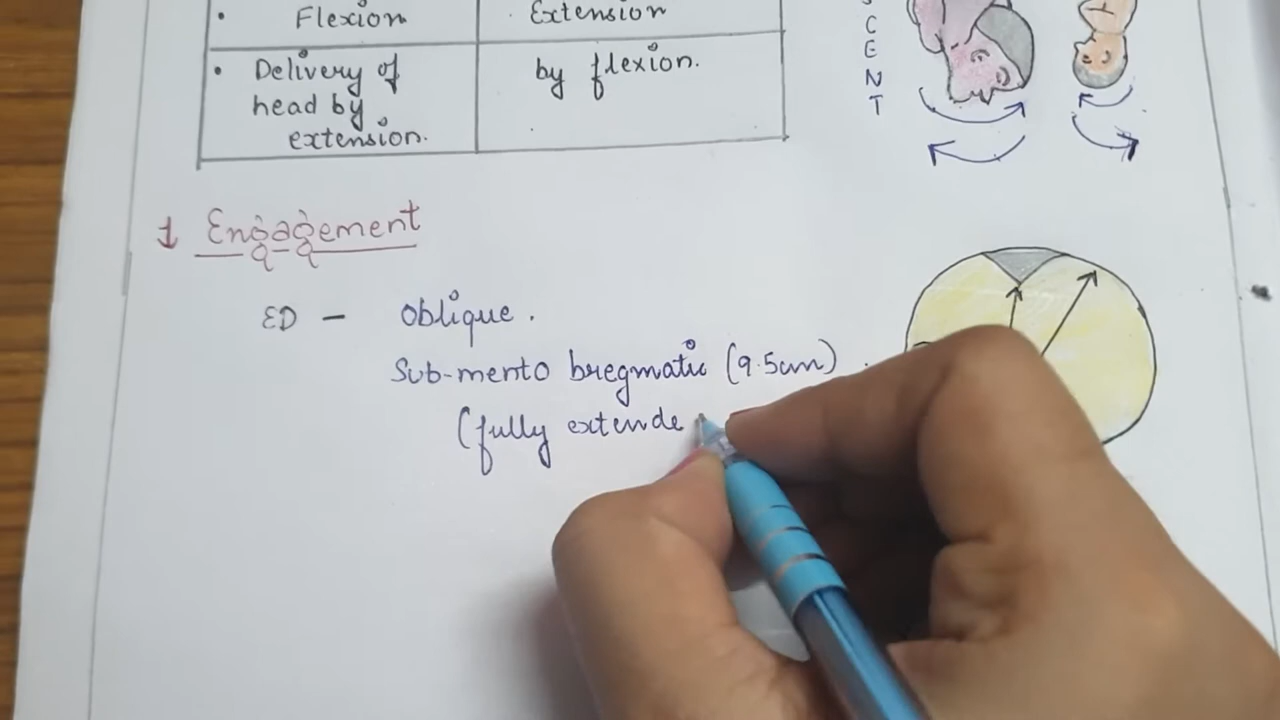 • Flexion
. Extension
• Delivery of
head by
extension.
by flexion.
C
E
N
T
1 Engagement
ED – Oblique.
Sub-mento bregmatic (9.5cm)
(fully extende